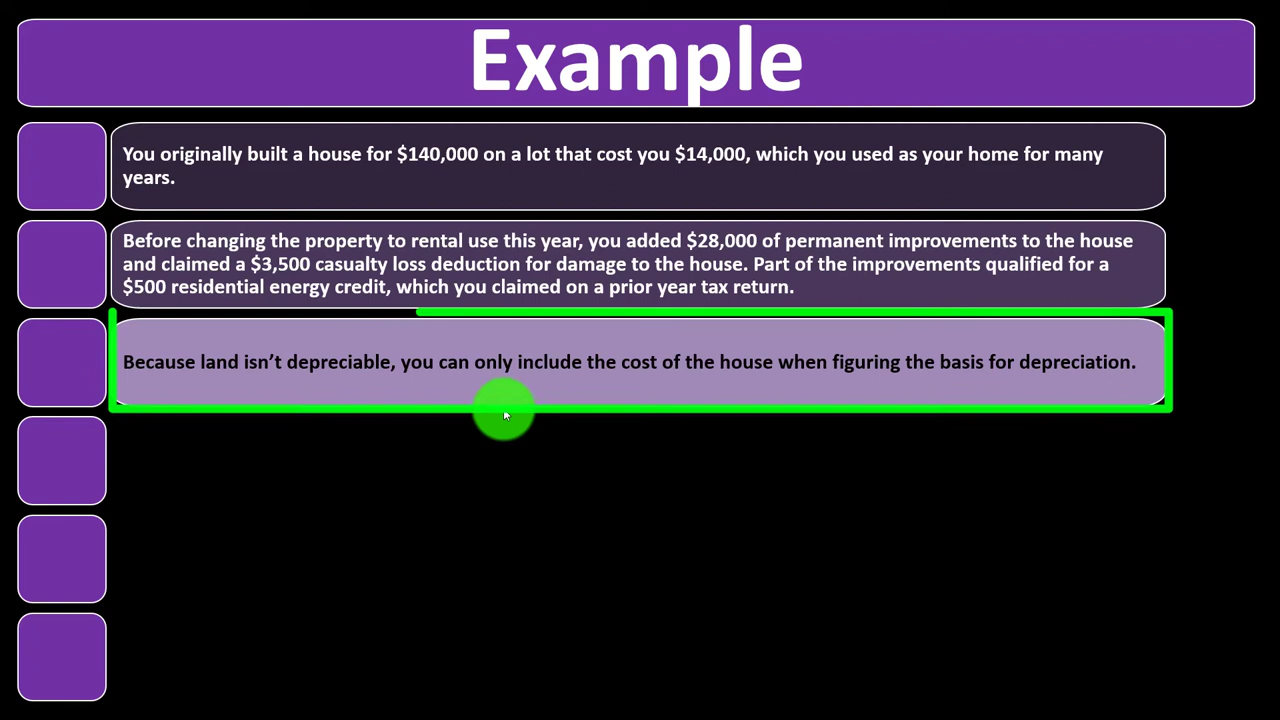 Example
You originally built a house for $140,000 on a lot that cost you $14,000, which you used as your home for many
years.
Before changing the property to rental use this year, you added $28,000 of permanent improvements to the house
and claimed a $3,500 casualty loss deduction for damage to the house. Part of the improvements qualified for a
$500 residential energy credit, which you claimed on a prior year tax return.
Because land isn’t depreciable, you can only include the cost of the house when figuring the basis for depreciation.